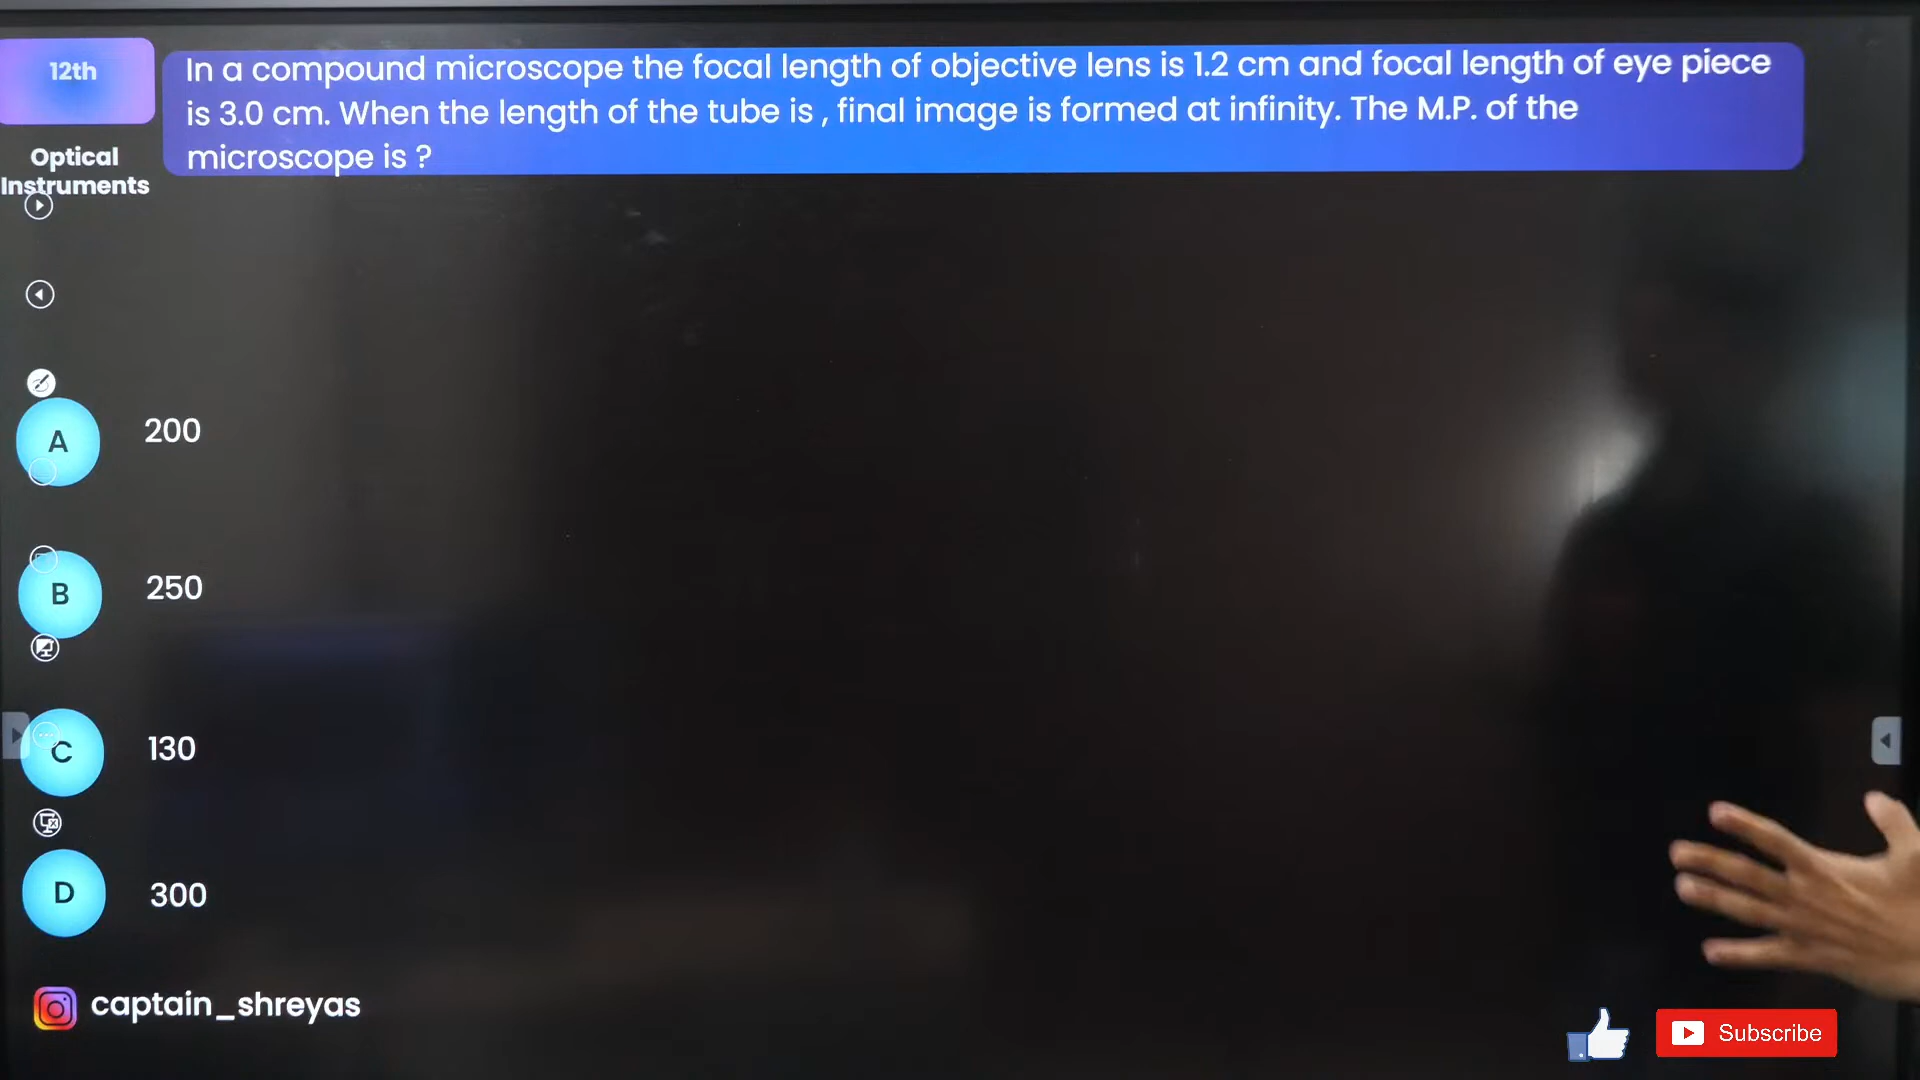 12th
In a compound microscope the focal length of objective lens is 1.2 cm and focal length of eye piece
is 3.0 cm. When the length of the tube is , final image is formed at infinity. The M.P. of the
microscope is ?
Optical
Instruments
A 200
B 250
C 130
D 300
captain_shreyas
Subscribe